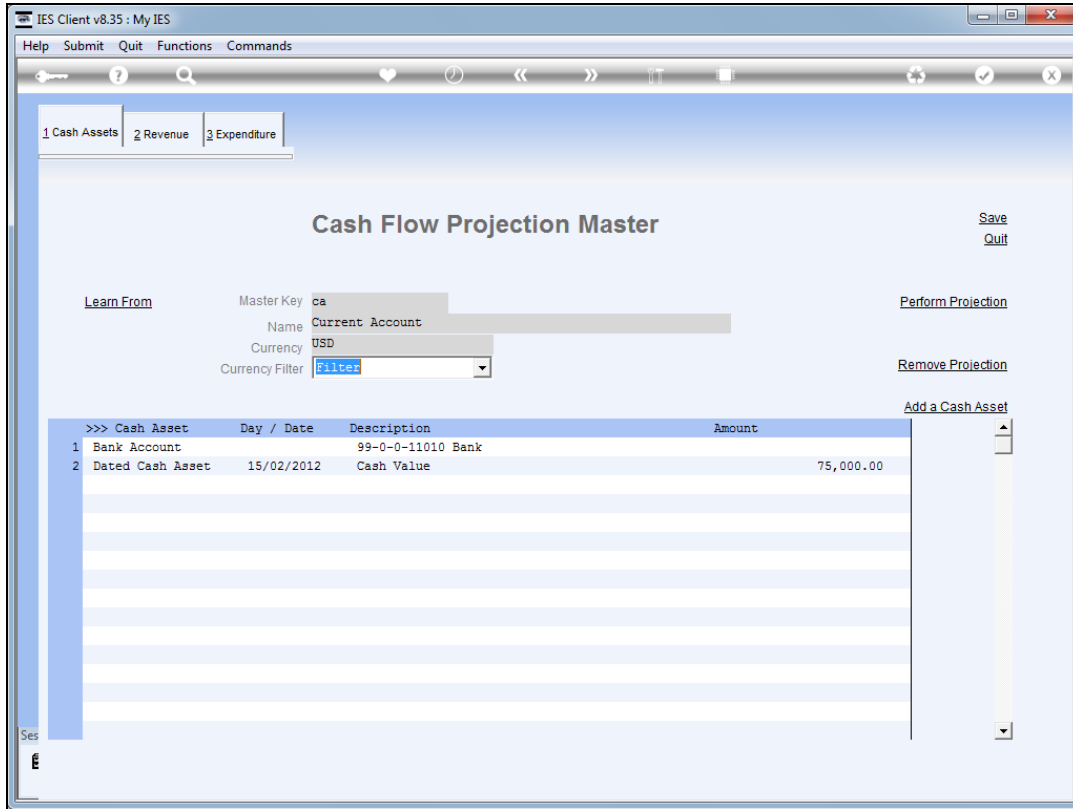 IES Client v8.35 : My IES
Help Submit Quit Functions Commands
1 Cash Assets 2 Revenue 3 Expenditure
Cash Flow Projection Master
Save
Quit
Learn From Master Key ca Perform Projection
Name Current Account
Currency USD
Currency Filter Filter Remove Projection
Add a Cash Asset
>>> Cash Asset Day / Date Description Amount
1 Bank Account 99-0-0-11010 Bank
2 Dated Cash Asset 15/02/2012 Cash Value 75,000.00
Ses